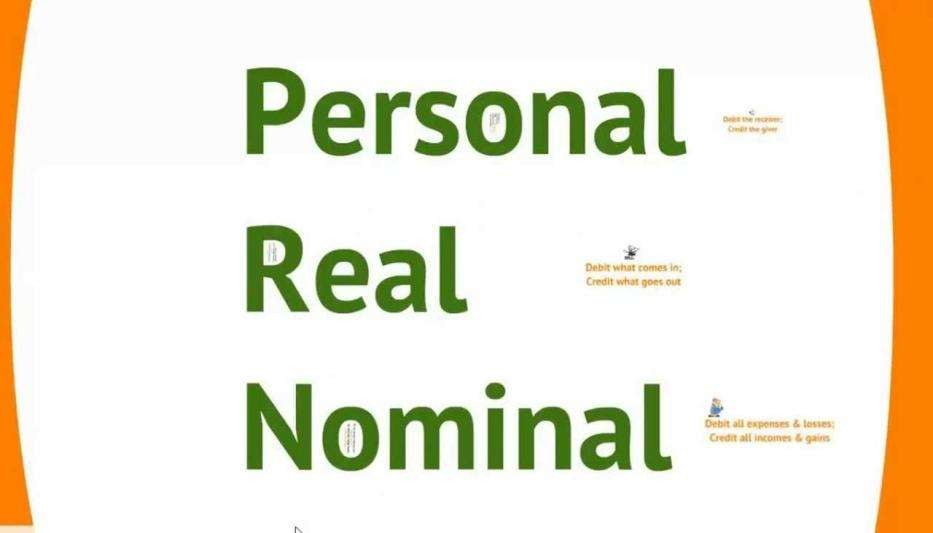 Personal
Debit the receiver;
Credit the giver
Real
Debit what comes in;
Credit what goes out
Nominal
Debit all expenses & losses;
Credit all incomes & gains